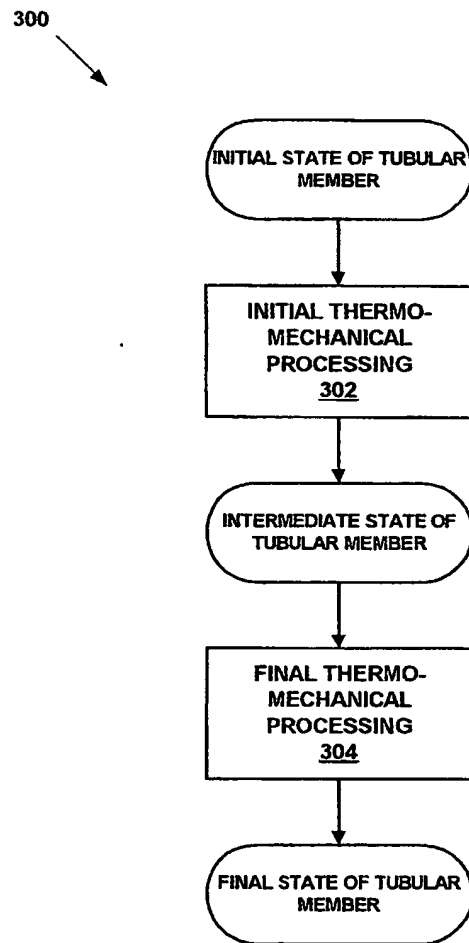 300
INITIAL STATE OF TUBULAR
MEMBER
INITIAL THERMO-
MECHANICAL
PROCESSING
302
INTERMEDIATE STATE OF
TUBULAR MEMBER
FINAL THERMO-
MECHANICAL
PROCESSING
304
FINAL STATE OF TUBULAR
MEMBER